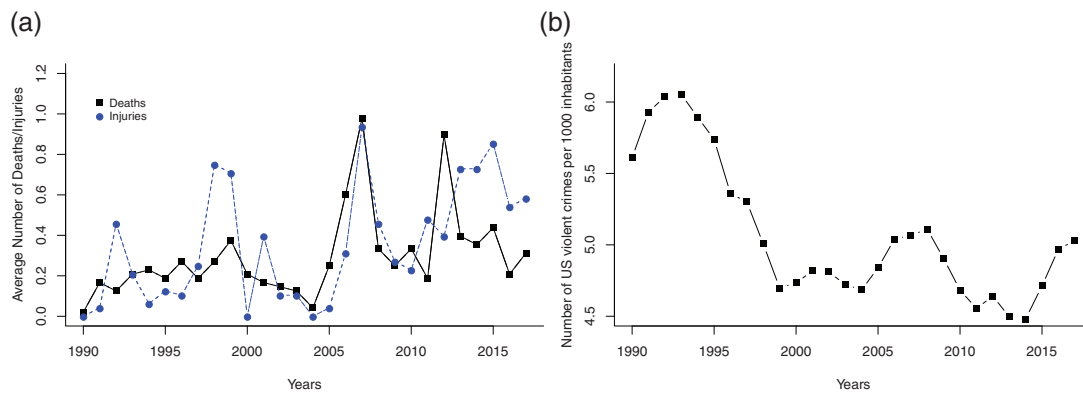 (a)
Average Number of Deaths/Injuries
1.2
1.0
0.8
0.6
0.4
0.2
0.0
Deaths
Injuries
1990 1995 2000 2005 2010 2015
Years
(b)
Number of US violent crimes per 1000 inhabitants
6.0
5.5
5.0
4.5
1990 1995 2000 2005 2010 2015
Years